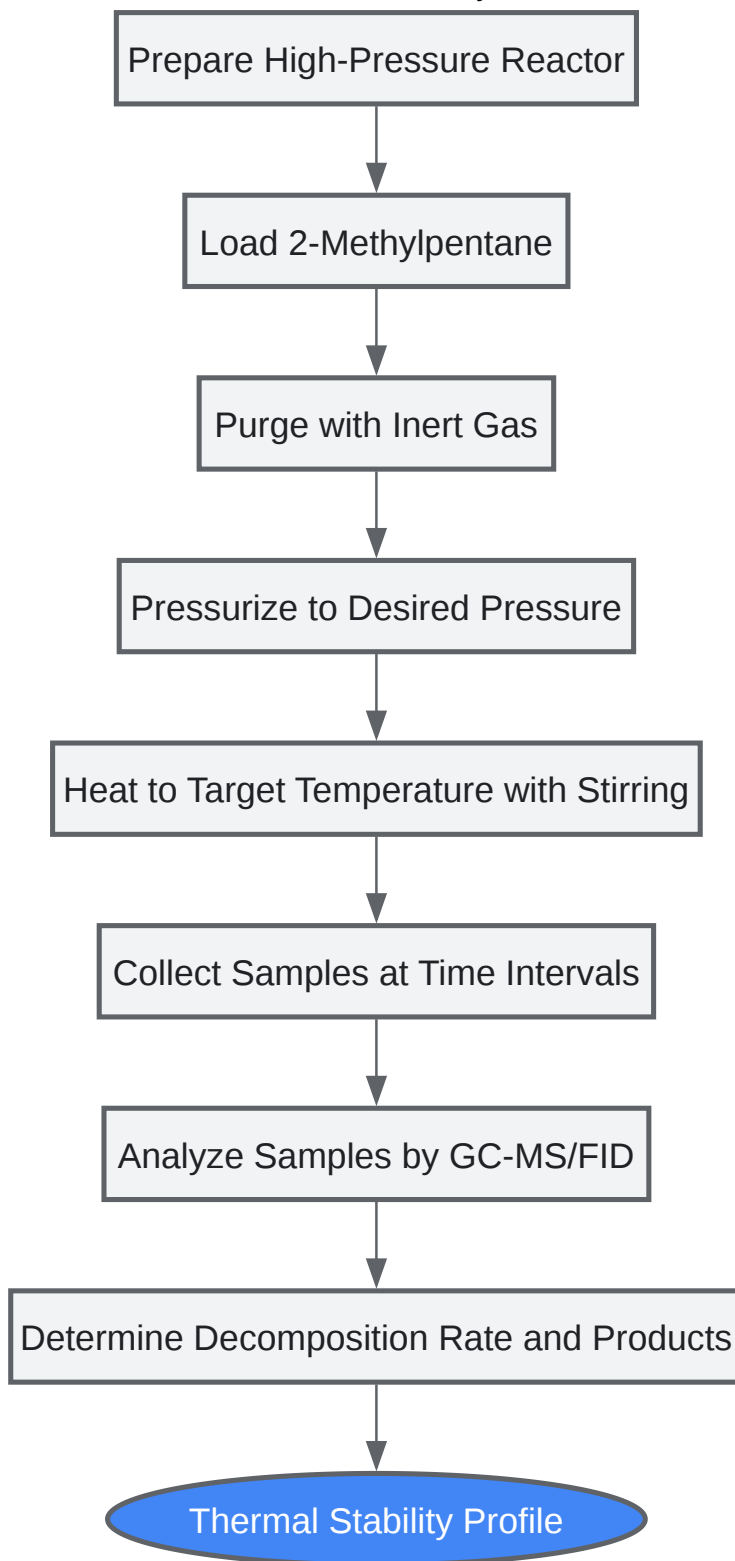 Prepare High-Pressure Reactor
Load 2-Methylpentane
Purge with Inert Gas
Pressurize to Desired Pressure
Heat to Target Temperature with Stirring
Collect Samples at Time Intervals
Analyze Samples by GC-MS/FID
Determine Decomposition Rate and Products
Thermal Stability Profile